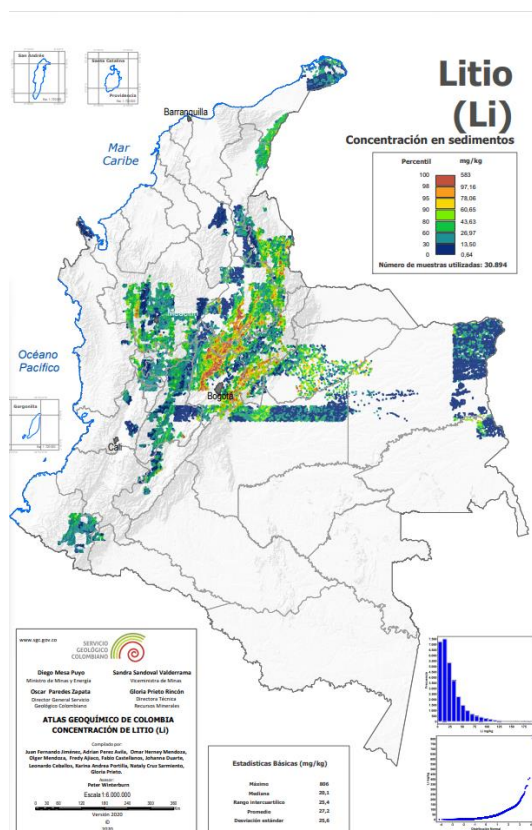 San Andrés
Santa Catalina
Providencia
Litio
(Li)
Concentración en sedimentos
Percentil mg/kg
100 583
98 97,16
95 78,06
90 60,65
80 43,63
60 26,97
30 13,50
0 0,64
Número de muestras utilizadas: 30.894
Barranquilla
Mar
Caribe
Medellín
Océano
Pacífico
Bogotá
Gorgonilla
Cali
www.sgc.gov.co
SERVICIO
GEOLÓGICO
COLOMBIANO
Diego Mesa Puyo
Ministro de Minas y Energía
Sandra Sandoval Valderrama
Viceministra de Minas
Oscar Paredes Zapata
Director General Servicio
Geológico Colombiano
Gloria Prieto Rincón
Directora Técnica
Recursos Minerales
ATLAS GEOQUÍMICO DE COLOMBIA
CONCENTRACIÓN DE LITIO (Li)
Compilado por:
Juan Fernando Jiménez, Adrian Perez Avila, Omer Herney Mendoza,
Olger Mendoza, Fredy Ajiaco, Fabio Castellanos, Johanna Duarte,
Leonardo Ceballos, Karina Andrea Portilla, Nataly Cruz Sarmiento,
Gloria Prieto.
Asesor:
Peter Winterburn
Escala 1:6.000.000
Versión 2020
Estadísticas Básicas (mg/kg)
Máximo 806
Mediana 20,1
Rango intercuartílico 25,4
Promedio 27,2
Desviación estándar 25,6
Li mg/kg
Distribución Normal